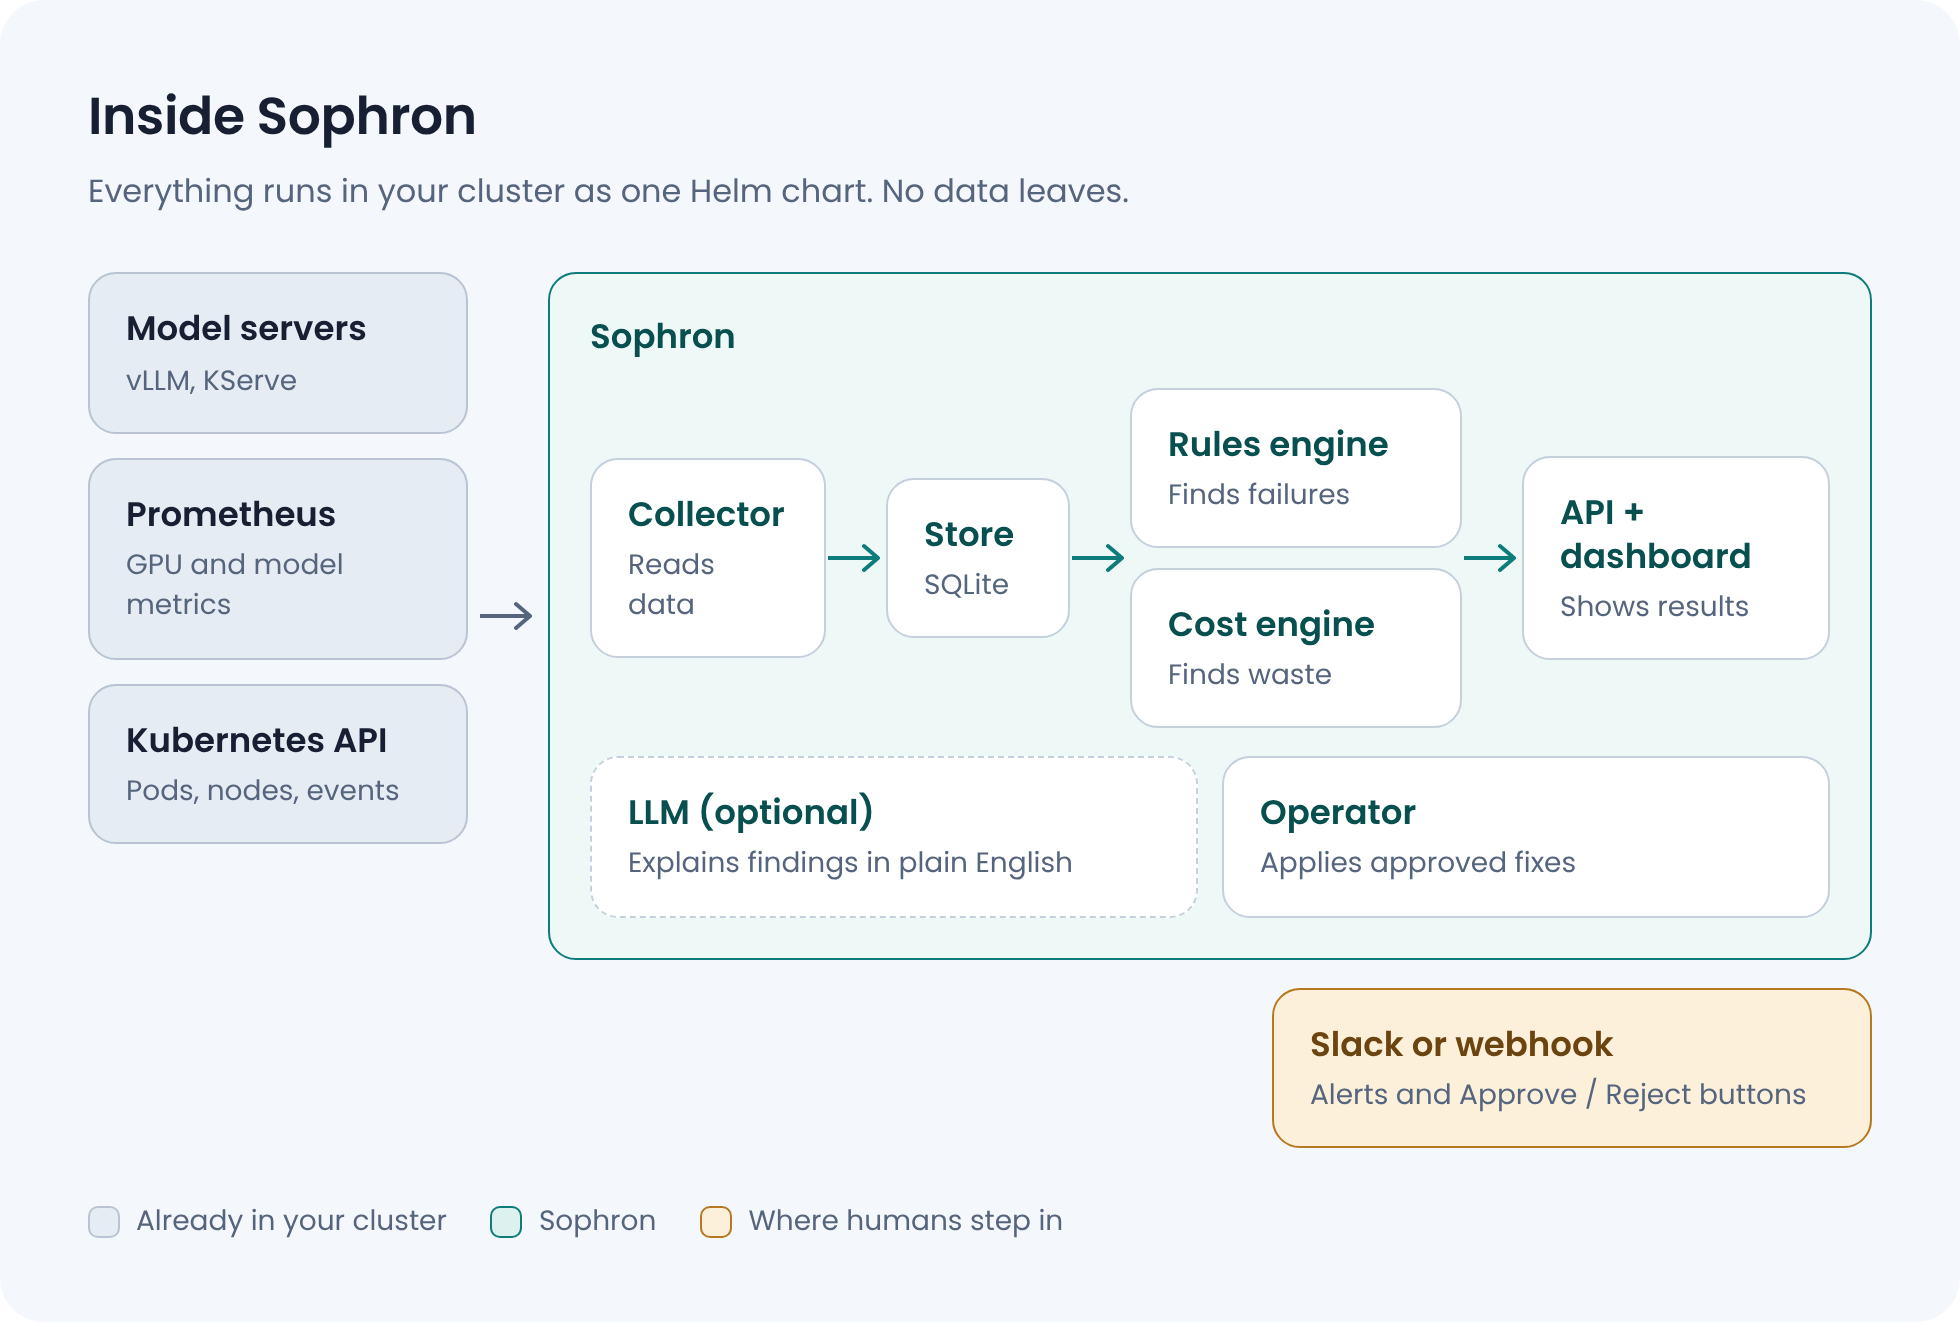 Inside Sophron
Everything runs in your cluster as one Helm chart. No data leaves.
Model servers
vLLM, KServe
Prometheus
GPU and model
metrics
Kubernetes API
Pods, nodes, events
Sophron
Collector
Reads
data
Store
SQLite
Rules engine
Finds failures
Cost engine
Finds waste
API +
dashboard
Shows results
LLM (optional)
Explains findings in plain English
Operator
Applies approved fixes
Slack or webhook
Alerts and Approve / Reject buttons
Already in your cluster
Sophron
Where humans step in